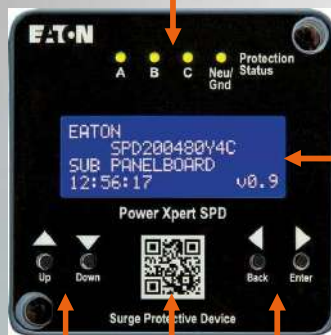 EATON
Protection
Status
A B C Neu/
Gnd
EATON
SPD200480Y4C
SUB PANELBOARD
12:56:17 v0.9
Power Xpert SPD
Up Down Back Enter
Surge Protective Device